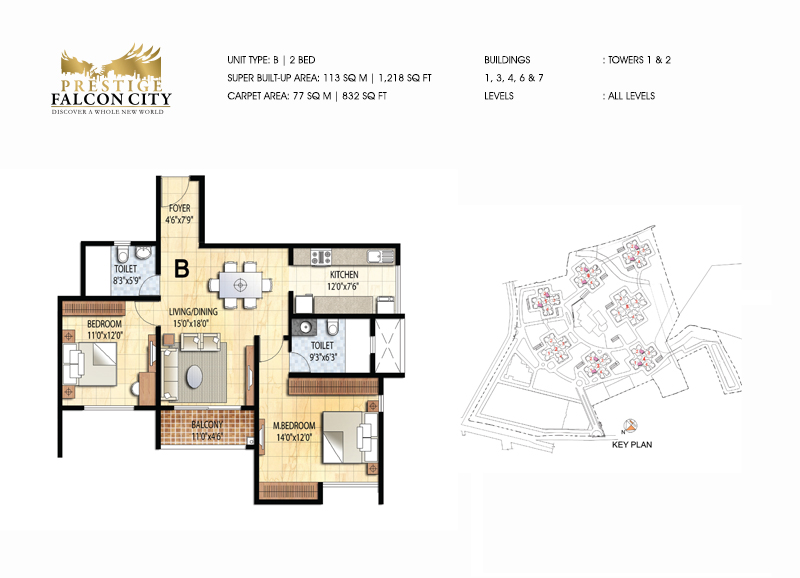 PRESTIGE
FALCON CITY
DISCOVER A WHOLE NEW WORLD
UNIT TYPE: B | 2 BED
SUPER BUILT-UP AREA: 113 SQ M | 1,218 SQ FT
CARPET AREA: 77 SQ M | 832 SQ FT
BUILDINGS : TOWERS 1 & 2
1, 3, 4, 6 & 7
LEVELS : ALL LEVELS
FOYER
4'6"x7'9"
TOILET
8'3"x5'9"
B
KITCHEN
12'0"x7'6"
LIVING/DINING
15'0"x18'0"
BEDROOM
11'0"x12'0"
TOILET
9'3"x6'3"
BALCONY
11'0"x4'6"
M.BEDROOM
14'0"x12'0"
N
KEY PLAN